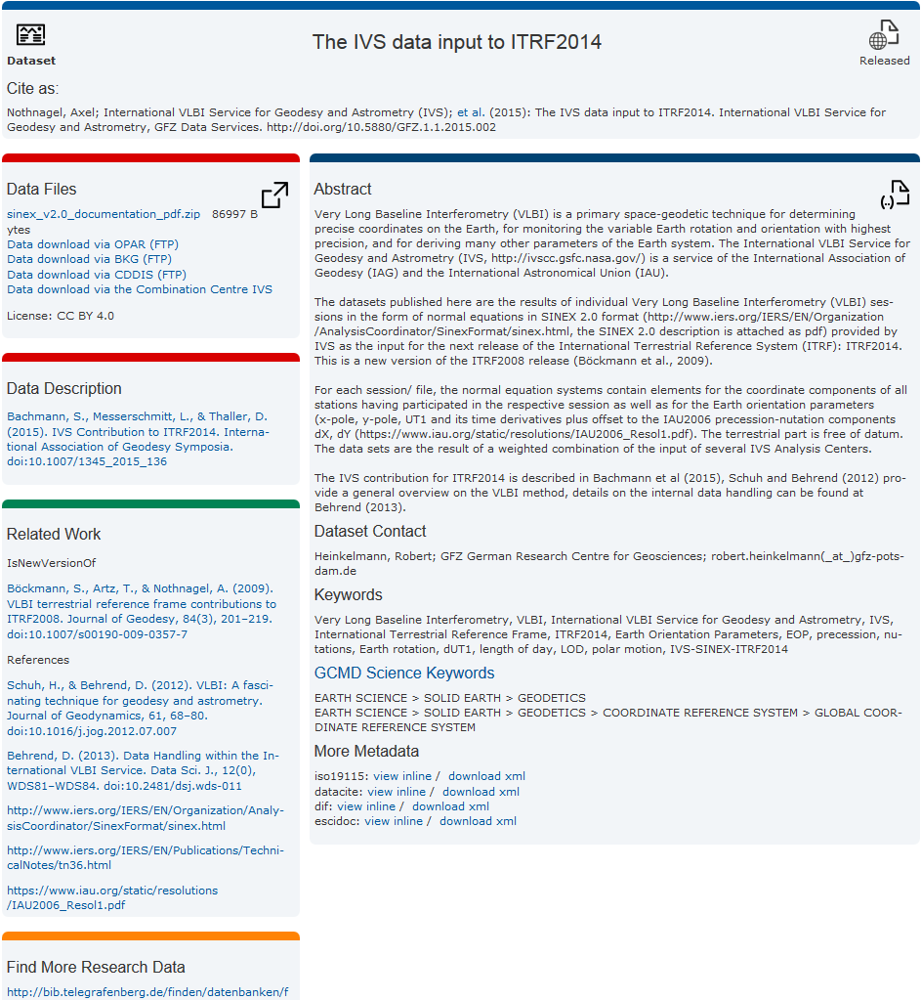 The IVS data input to ITRF2014
Dataset
Released
Cite as:
Nothnagel, Axel; International VLBI Service for Geodesy and Astrometry (IVS); et al. (2015): The IVS data input to ITRF2014. International VLBI Service for
Geodesy and Astrometry, GFZ Data Services. http://doi.org/10.5880/GFZ.1.1.2015.002
Data Files
sinex_v2.0_documentation_pdf.zip 86997 B
ytes
Data download via OPAR (FTP)
Data download via BKG (FTP)
Data download via CDDIS (FTP)
Data download via the Combination Centre IVS
License: CC BY 4.0
Data Description
Bachmann, S., Messerschmitt, L., & Thaller, D.
(2015). IVS Contribution to ITRF2014. Interna-
tional Association of Geodesy Symposia.
doi:10.1007/1345_2015_136
Related Work
IsNewVersionOf
Böckmann, S., Artz, T., & Nothnagel, A. (2009).
VLBI terrestrial reference frame contributions to
ITRF2008. Journal of Geodesy, 84(3), 201–219.
doi:10.1007/s00190-009-0357-7
References
Schuh, H., & Behrend, D. (2012). VLBI: A fasci-
nating technique for geodesy and astrometry.
Journal of Geodynamics, 61, 68–80.
doi:10.1016/j.jog.2012.07.007
Behrend, D. (2013). Data Handling within the In-
ternational VLBI Service. Data Sci. J., 12(0),
WDS81–WDS84. doi:10.2481/dsj.wds-011
http://www.iers.org/IERS/EN/Organization/Analy-
sisCoordinator/SinexFormat/sinex.html
http://www.iers.org/IERS/EN/Publications/Techni-
calNotes/tn36.html
https://www.iau.org/static/resolutions
/IAU2006_Resol1.pdf
Find More Research Data
http://bib.telegrafenberg.de/finden/datenbanken/f
Abstract
Very Long Baseline Interferometry (VLBI) is a primary space-geodetic technique for determining
precise coordinates on the Earth, for monitoring the variable Earth rotation and orientation with highest
precision, and for deriving many other parameters of the Earth system. The International VLBI Service for
Geodesy and Astrometry (IVS, http://ivscc.gsfc.nasa.gov/) is a service of the International Association of
Geodesy (IAG) and the International Astronomical Union (IAU).
The datasets published here are the results of individual Very Long Baseline Interferometry (VLBI) ses-
sions in the form of normal equations in SINEX 2.0 format (http://www.iers.org/IERS/EN/Organization
/AnalysisCoordinator/SinexFormat/sinex.html, the SINEX 2.0 description is attached as pdf) provided by
IVS as the input for the next release of the International Terrestrial Reference System (ITRF): ITRF2014.
This is a new version of the ITRF2008 release (Böckmann et al., 2009).
For each session/ file, the normal equation systems contain elements for the coordinate components of all
stations having participated in the respective session as well as for the Earth orientation parameters
(x-pole, y-pole, UT1 and its time derivatives plus offset to the IAU2006 precession-nutation components
dX, dY (https://www.iau.org/static/resolutions/IAU2006_Resol1.pdf). The terrestrial part is free of datum.
The data sets are the result of a weighted combination of the input of several IVS Analysis Centers.
The IVS contribution for ITRF2014 is described in Bachmann et al (2015), Schuh and Behrend (2012) pro-
vide a general overview on the VLBI method, details on the internal data handling can be found at
Behrend (2013).
Dataset Contact
Heinkelmann, Robert; GFZ German Research Centre for Geosciences; robert.heinkelmann(_at_)gfz-pots-
dam.de
Keywords
Very Long Baseline Interferometry, VLBI, International VLBI Service for Geodesy and Astrometry, IVS,
International Terrestrial Reference Frame, ITRF2014, Earth Orientation Parameters, EOP, precession, nu-
tations, Earth rotation, dUT1, length of day, LOD, polar motion, IVS-SINEX-ITRF2014
GCMD Science Keywords
EARTH SCIENCE > SOLID EARTH > GEODETICS
EARTH SCIENCE > SOLID EARTH > GEODETICS > COORDINATE REFERENCE SYSTEM > GLOBAL COOR-
DINATE REFERENCE SYSTEM
More Metadata
iso19115: view inline / download xml
datacite: view inline / download xml
dif: view inline / download xml
escidoc: view inline / download xml